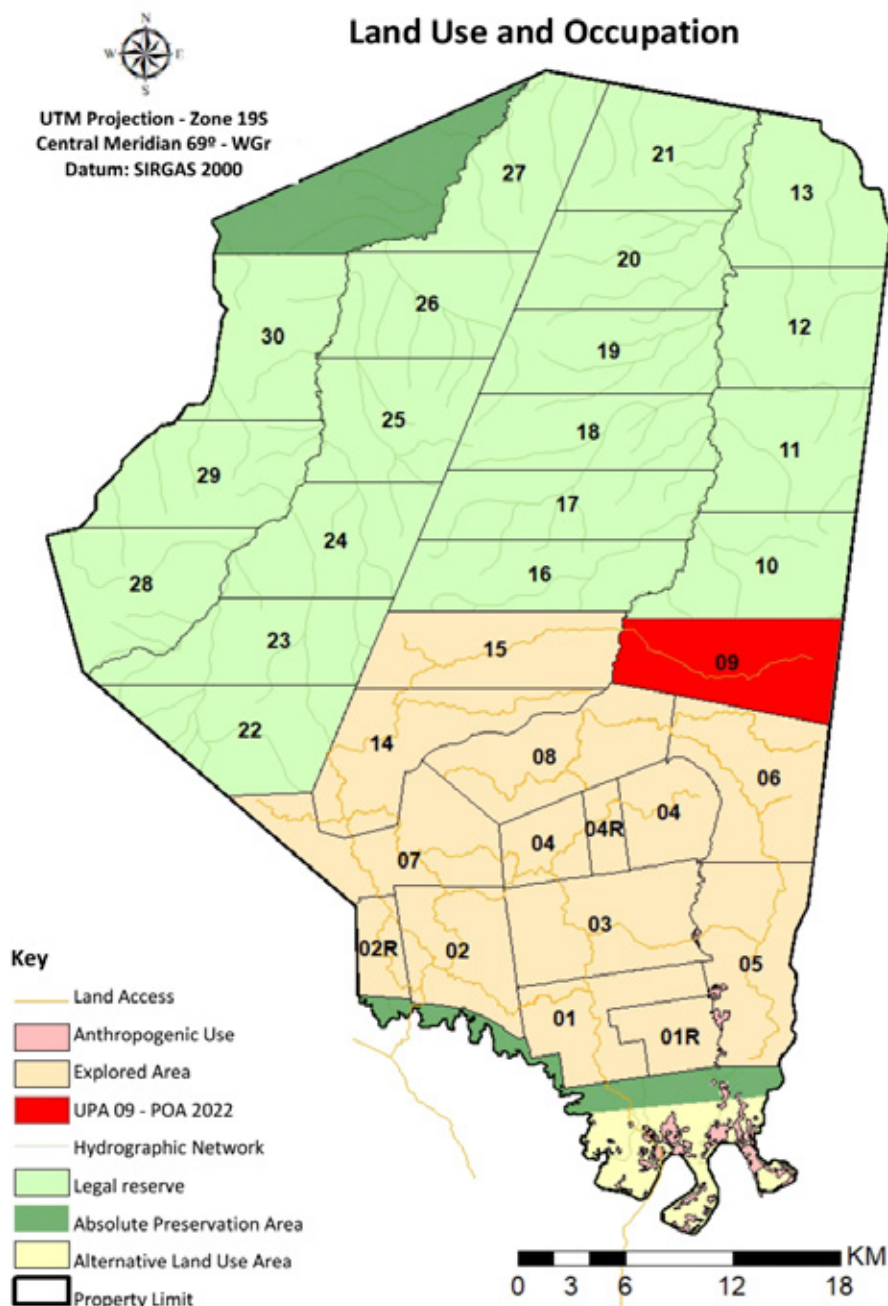 Land Use and Occupation
N
W E
S
UTM Projection - Zone 19S
Central Meridian 69º - WGr
Datum: SIRGAS 2000
21
27
13
20
26
30
12
19
25
18
11
29
17
24
16
10
28
23
15
09
22
14
08
06
04
04R
04
07
03
02R
02
05
01
01R
Key
Land Access
Anthropogenic Use
Explored Area
UPA 09 - POA 2022
Hydrographic Network
Legal reserve
Absolute Preservation Area
Alternative Land Use Area
Property Limit
KM
0 3 6 12 18